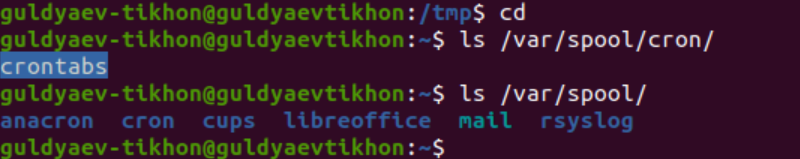 guldyaev-tikhon@guldyaevtikhon:/tmp$ cd
guldyaev-tikhon@guldyaevtikhon:~$ ls /var/spool/cron/
crontabs
guldyaev-tikhon@guldyaevtikhon:~$ ls /var/spool/
anacron  cron  cups  libreoffice  mail  rsyslog
guldyaev-tikhon@guldyaevtikhon:~$